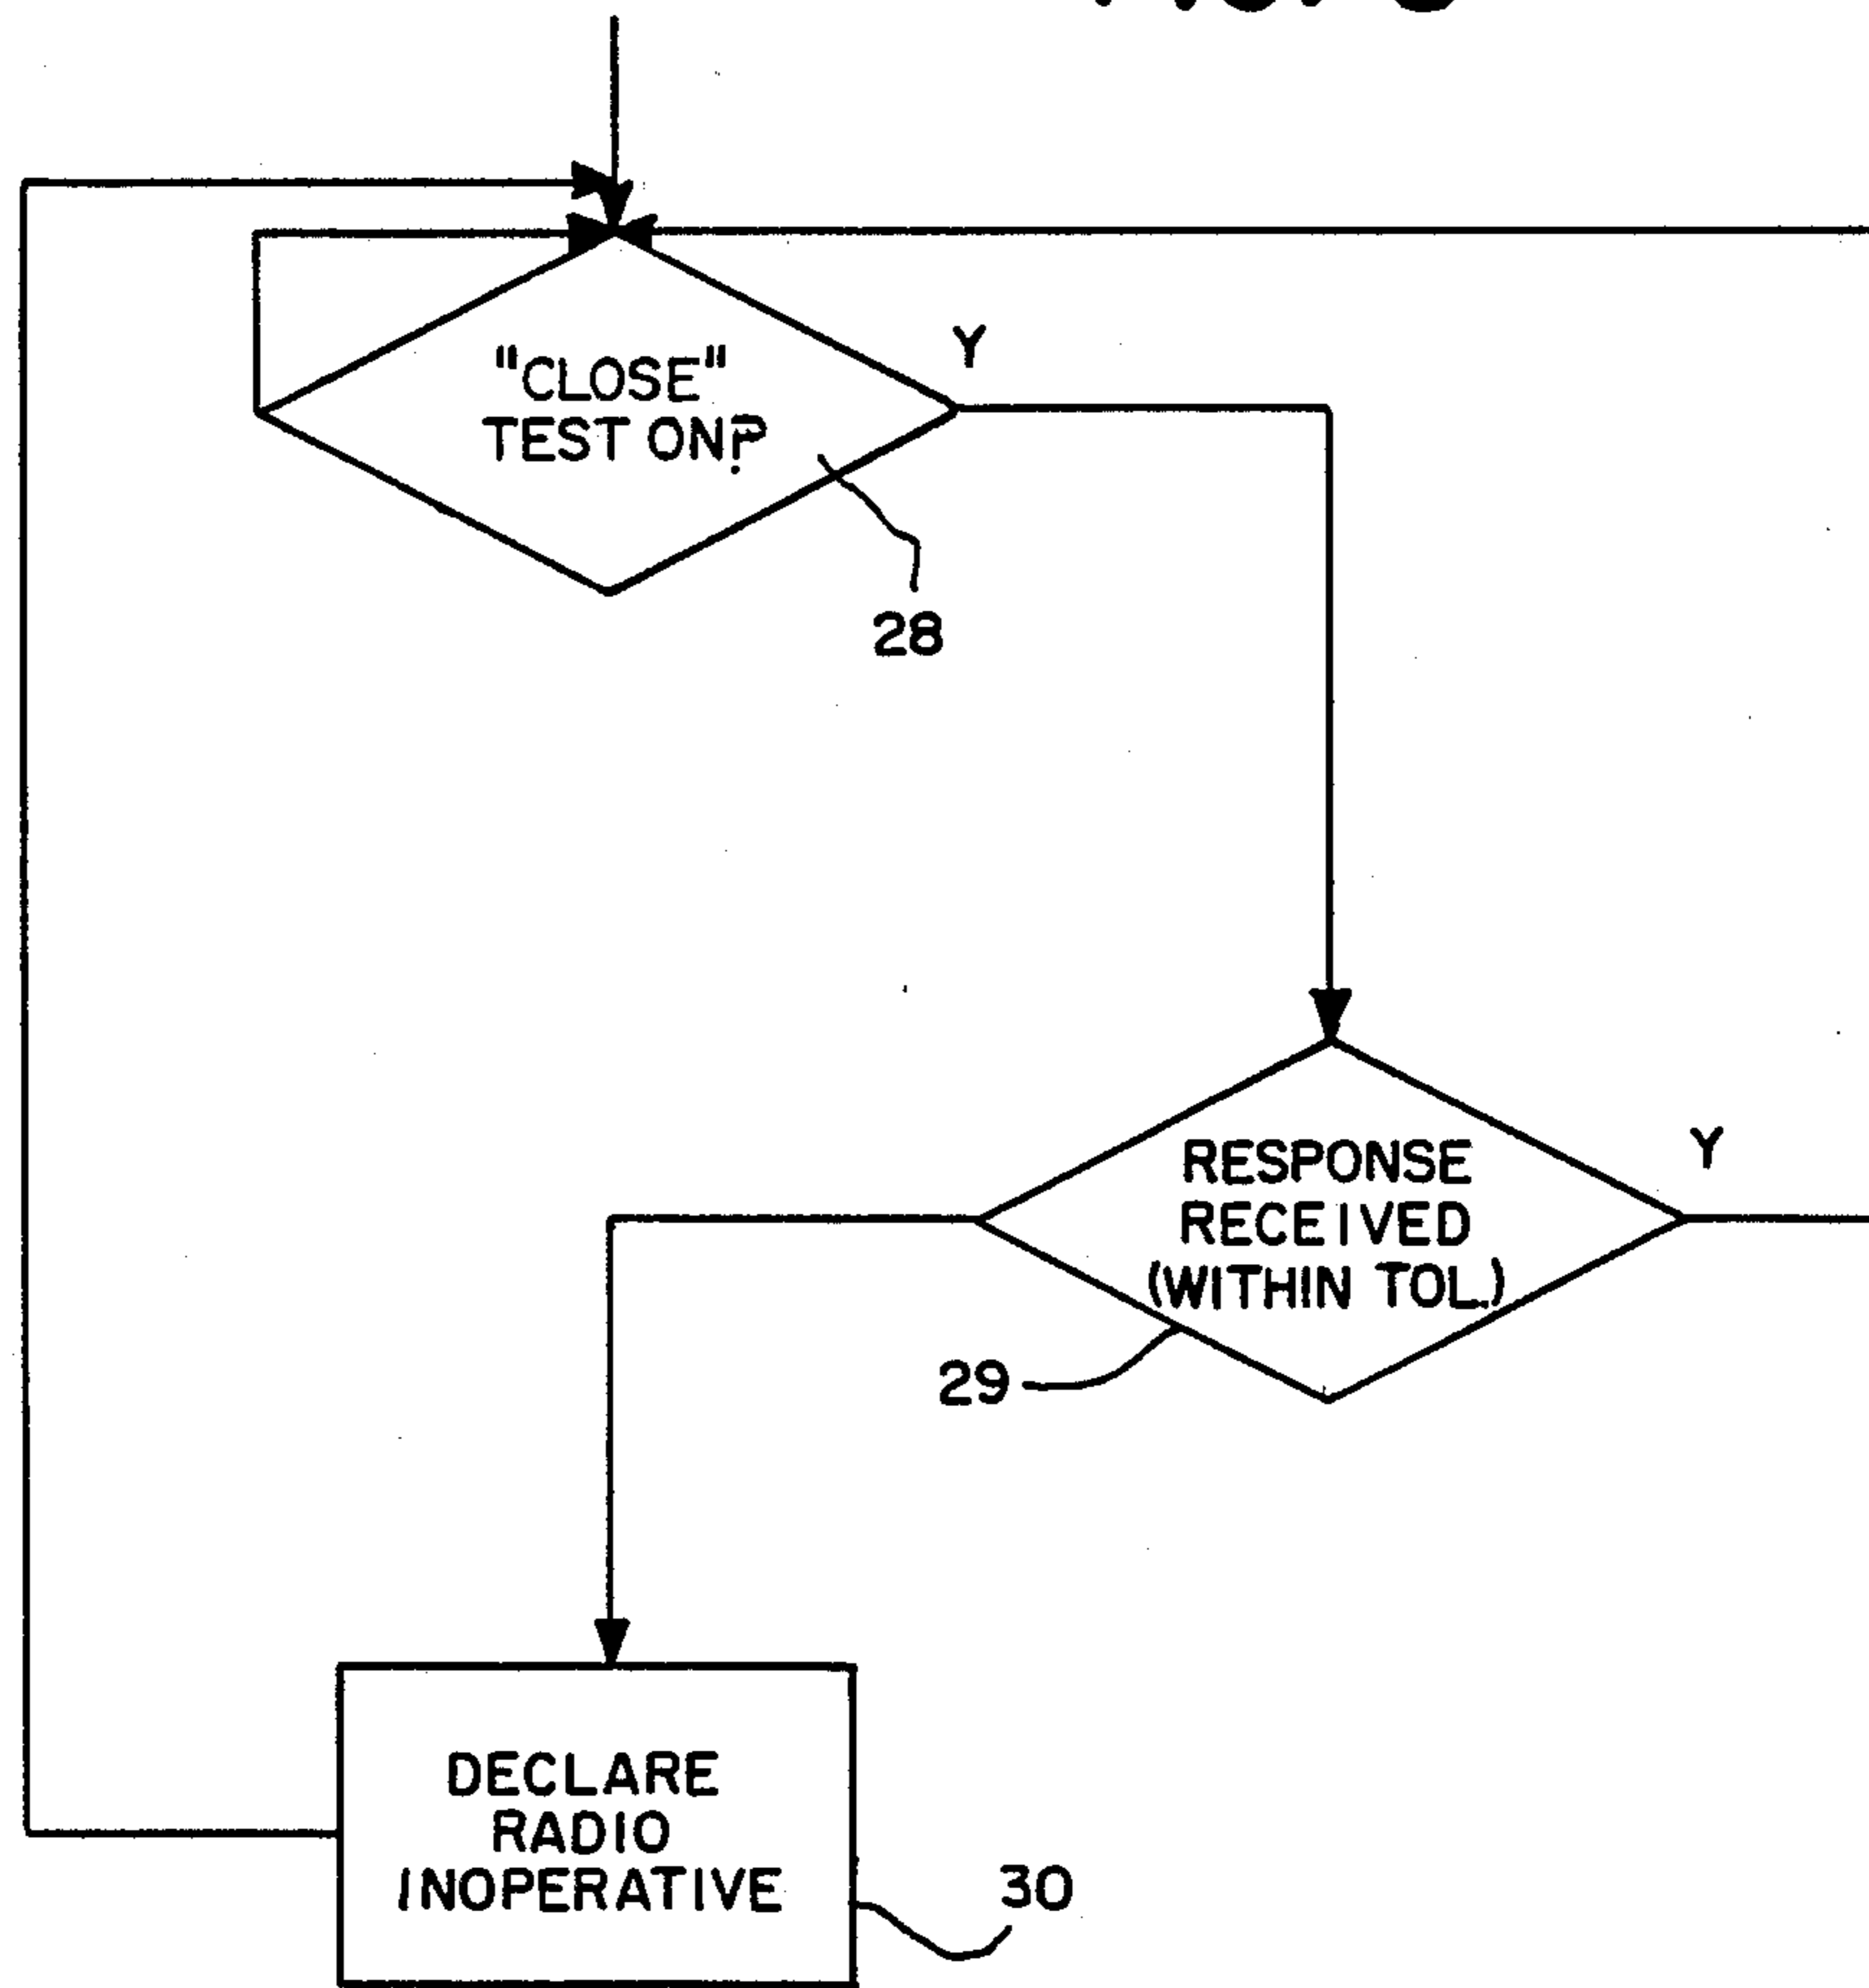 "CLOSE"
TEST ON?
Y
28
RESPONSE
RECEIVED
(WITHIN TOL.)
Y
29
DECLARE
RADIO
INOPERATIVE
30